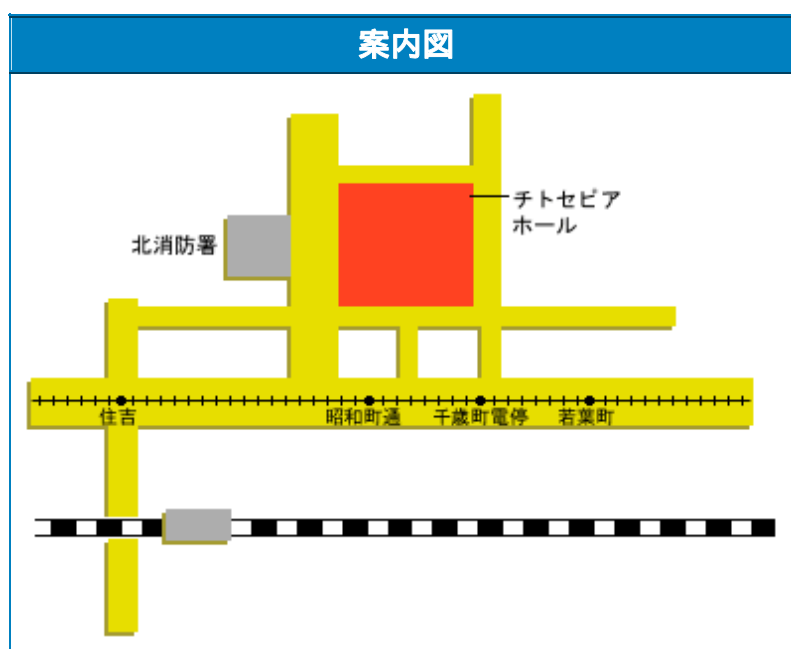 案内図
チトセピア
ホール
北消防署
住吉
昭和町通
千歳町電停
若葉町